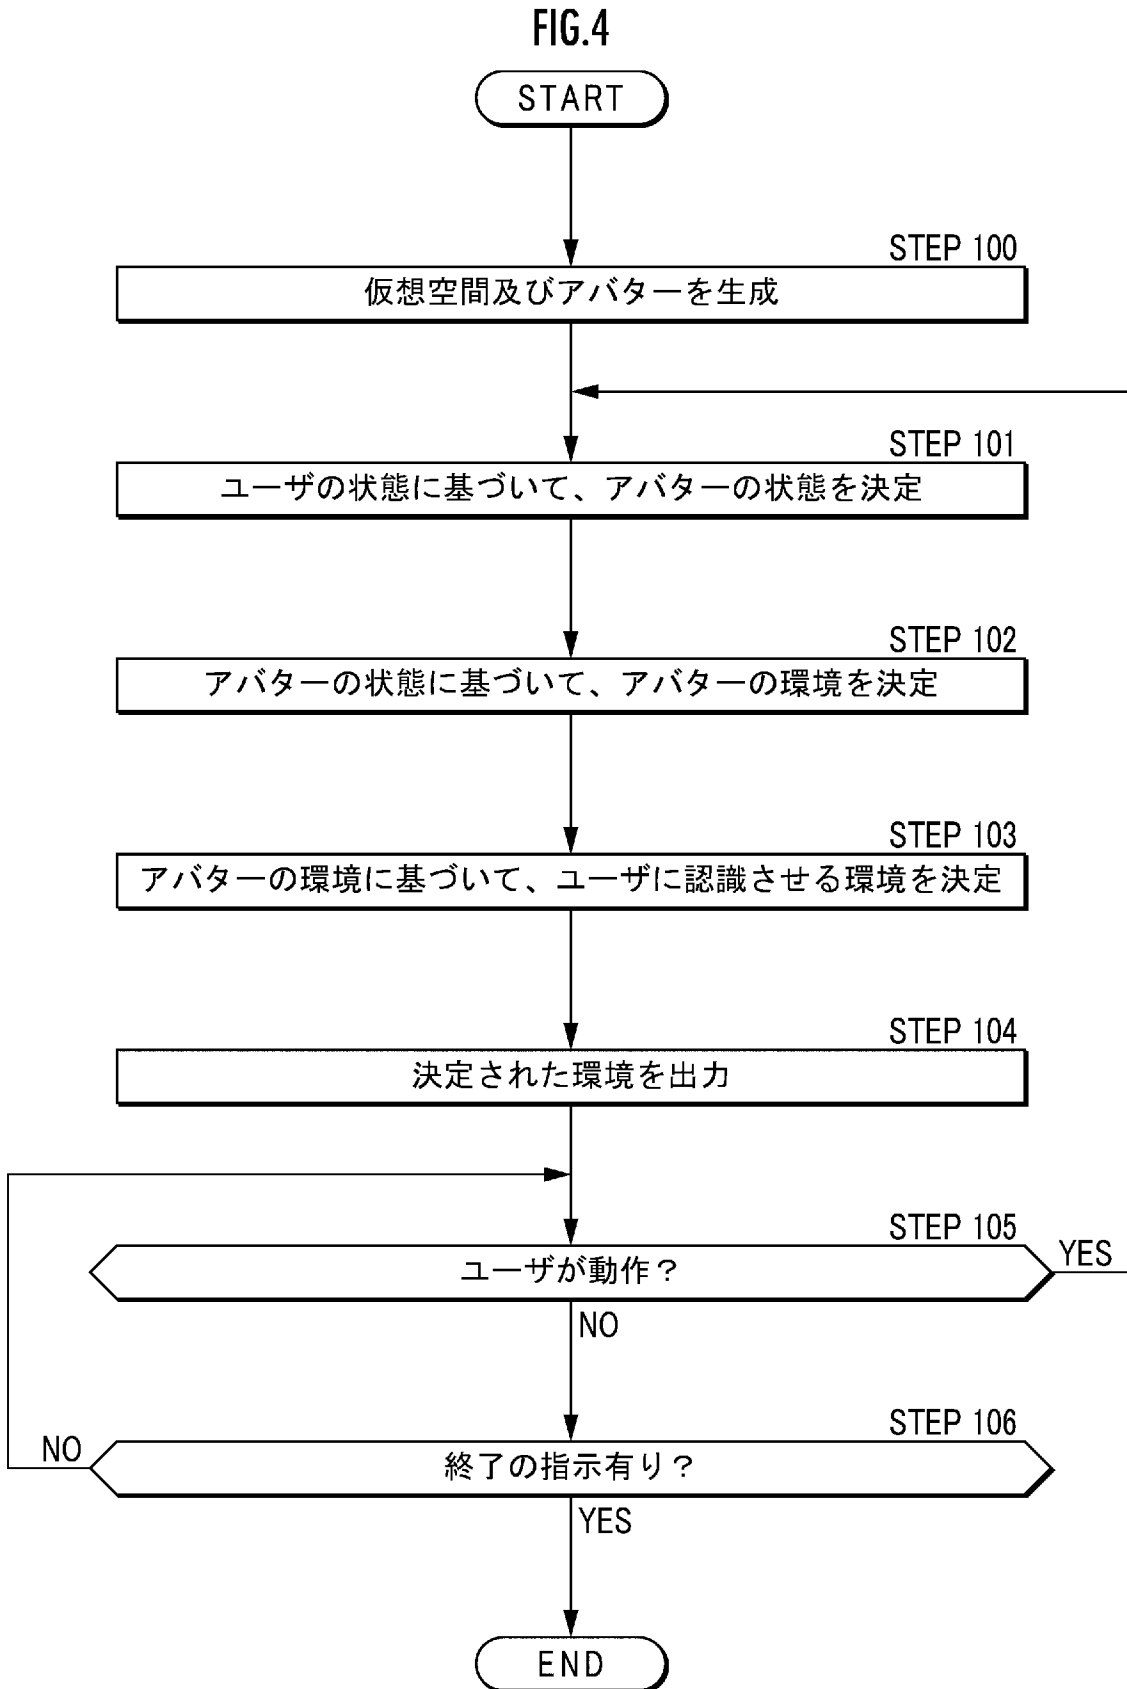 FIG.4
START
STEP 100
仮想空間及びアバターを生成
STEP 101
ユーザの状態に基づいて、アバターの状態を決定
STEP 102
アバターの状態に基づいて、アバターの環境を決定
STEP 103
アバターの環境に基づいて、ユーザに認識させる環境を決定
STEP 104
決定された環境を出力
STEP 105
ユーザが動作？
YES
NO
STEP 106
終了の指示有り？
NO
YES
END